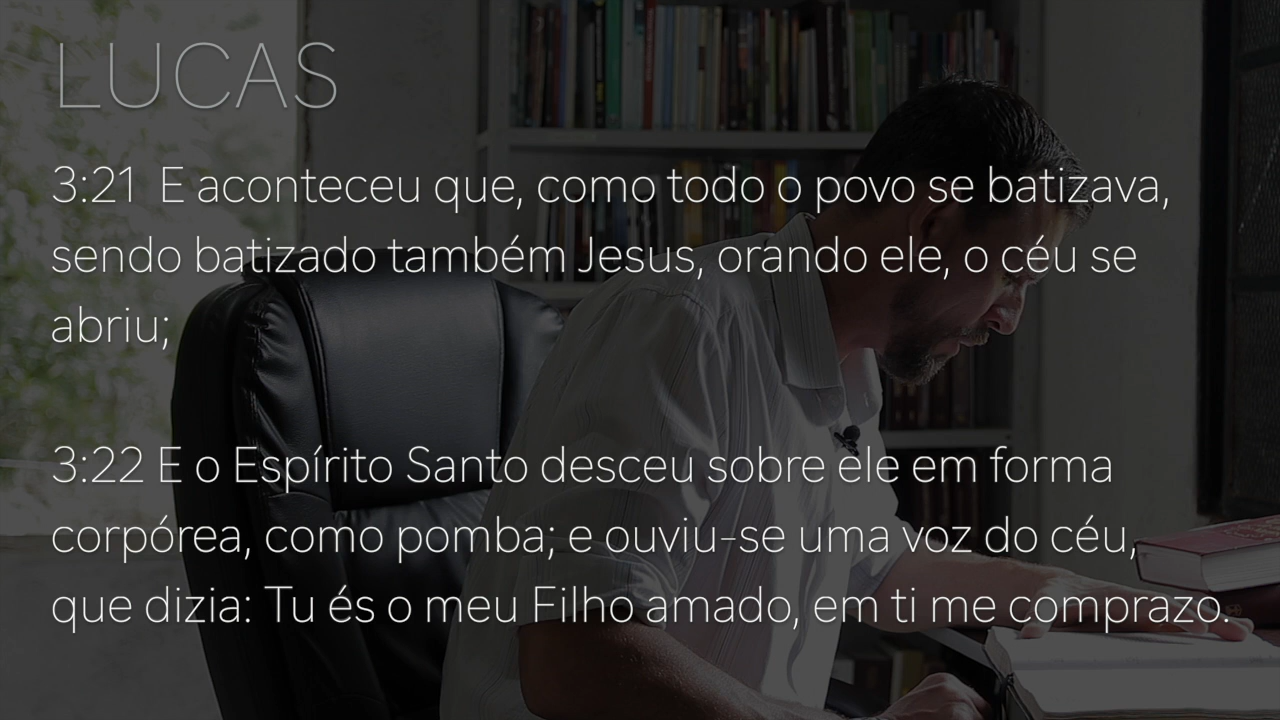 LUCAS
3:21 E aconteceu que, como todo o povo se batizava,
sendo batizado também Jesus, orando ele, o céu se
abriu;
3:22 E o Espírito Santo desceu sobre ele em forma
corpórea, como pomba; e ouviu-se uma voz do céu,
que dizia: Tu és o meu Filho amado, em ti me comprazo.